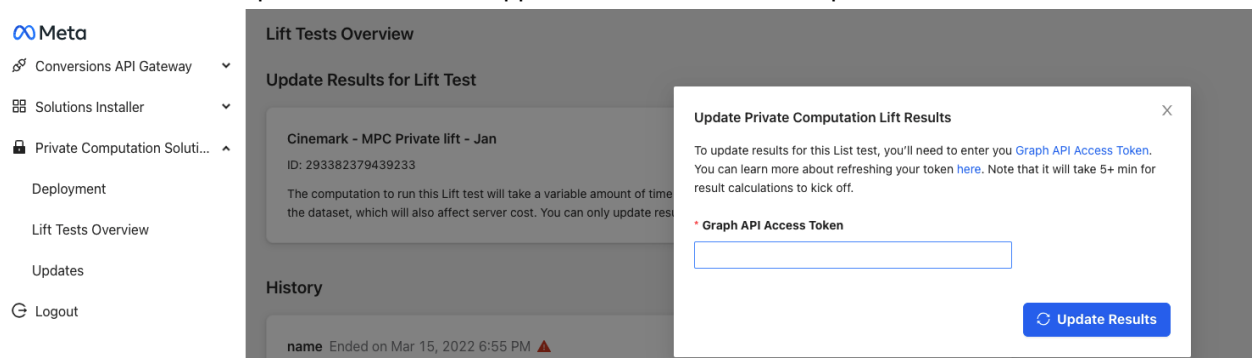 Meta
Conversions API Gateway
Solutions Installer
Private Computation Soluti...
Deployment
Lift Tests Overview
Updates
Logout
Lift Tests Overview
Update Results for Lift Test
Cinemark - MPC Private lift - Jan
ID: 293382379439233
The computation to run this Lift test will take a variable amount of time
the dataset, which will also affect server cost. You can only update
History
name Ended on Mar 15, 2022 6:55 PM
Update Private Computation Lift Results
X
To update results for this List test, you’ll need to enter you Graph API Access Token.
You can learn more about refreshing your token here. Note that it will take 5+ min for
result calculations to kick off.
* Graph API Access Token
Update Results